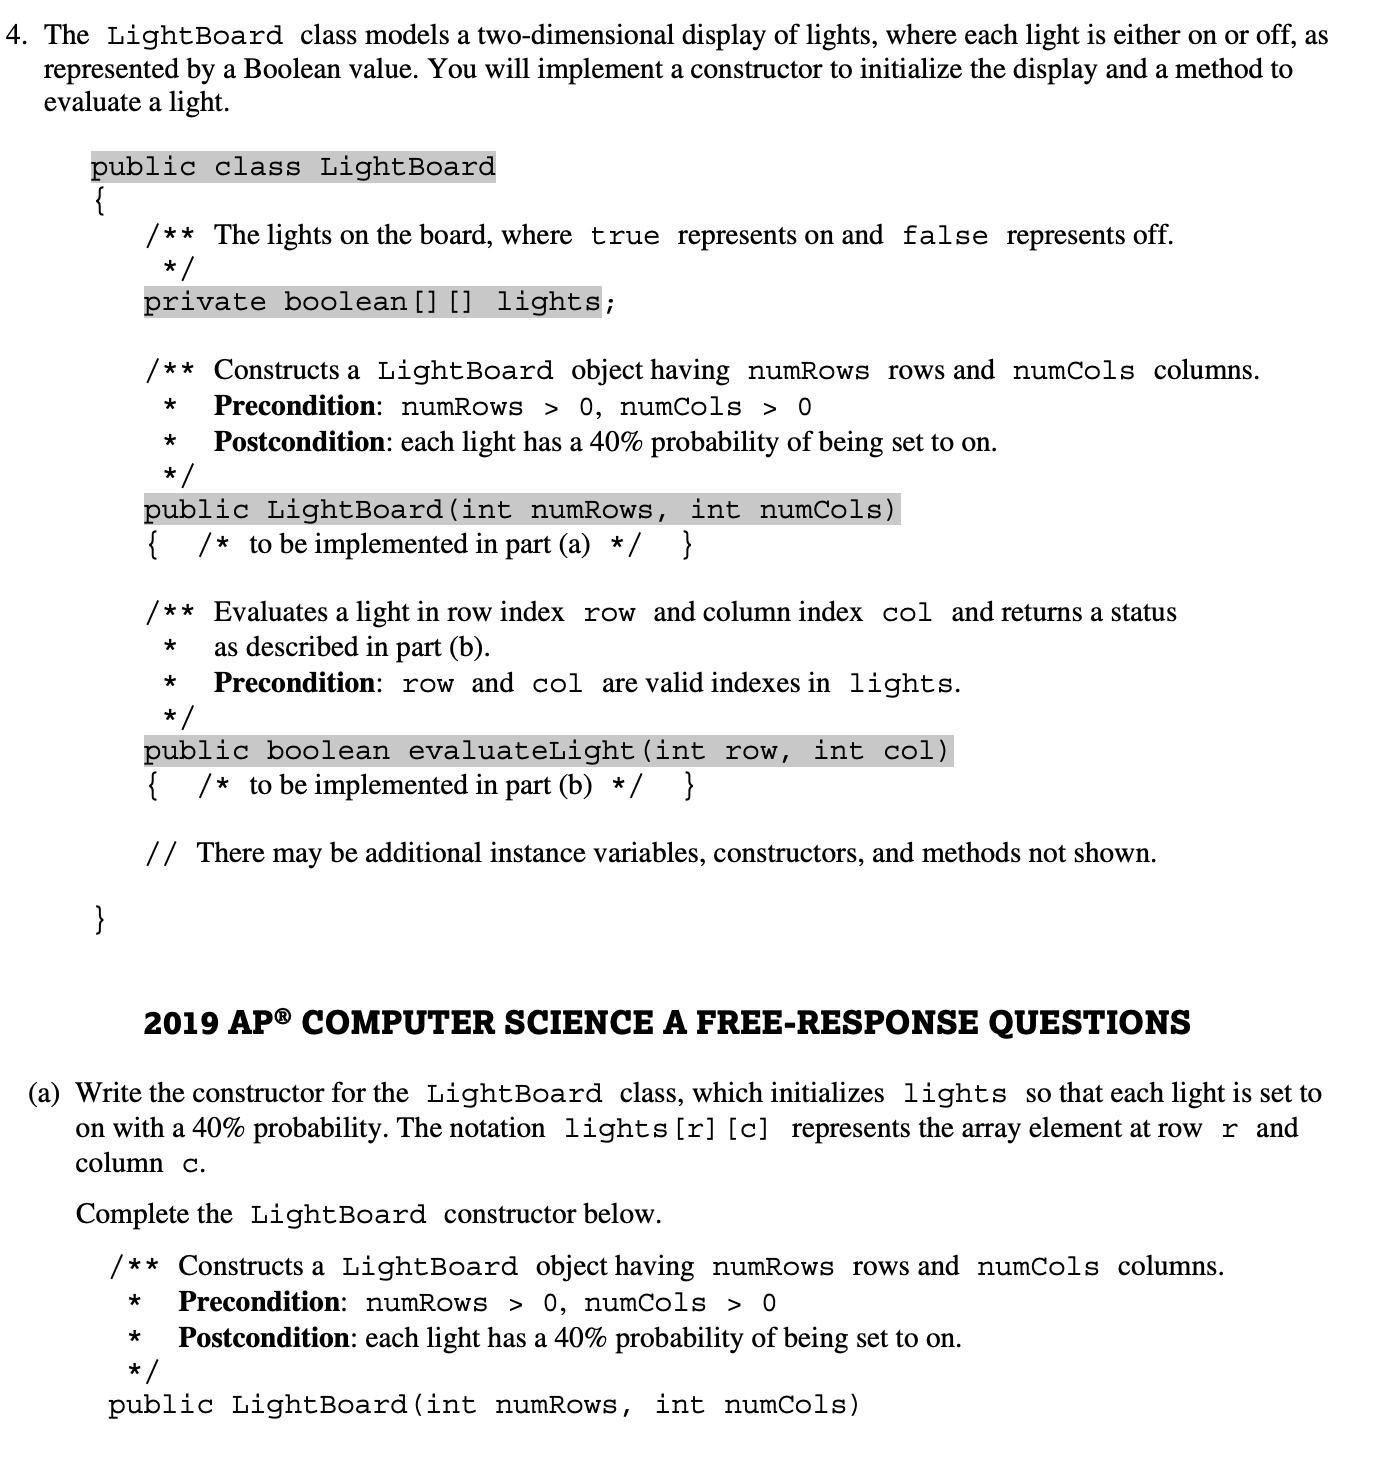 4. The LightBoard class models a two-dimensional display of lights, where each light is either on or off, as
represented by a Boolean value. You will implement a constructor to initialize the display and a method to
evaluate a light.
public class LightBoard
{
/** The lights on the board, where true represents on and false represents off.
*/
private boolean[][] lights;
/** Constructs a LightBoard object having numRows rows and numCols columns.
* Precondition: numRows > 0, numCols > 0
* Postcondition: each light has a 40% probability of being set to on.
*/
public LightBoard(int numRows, int numCols)
{ /* to be implemented in part (a) */ }
/** Evaluates a light in row index row and column index col and returns a status
* as described in part (b).
* Precondition: row and col are valid indexes in lights.
*/
public boolean evaluateLight(int row, int col)
{ /* to be implemented in part (b) */ }
// There may be additional instance variables, constructors, and methods not shown.
}
2019 AP® COMPUTER SCIENCE A FREE-RESPONSE QUESTIONS
(a) Write the constructor for the LightBoard class, which initializes lights so that each light is set to
on with a 40% probability. The notation lights[r][c] represents the array element at row r and
column c.
Complete the LightBoard constructor below.
/** Constructs a LightBoard object having numRows rows and numCols columns.
* Precondition: numRows > 0, numCols > 0
* Postcondition: each light has a 40% probability of being set to on.
*/
public LightBoard(int numRows, int numCols)